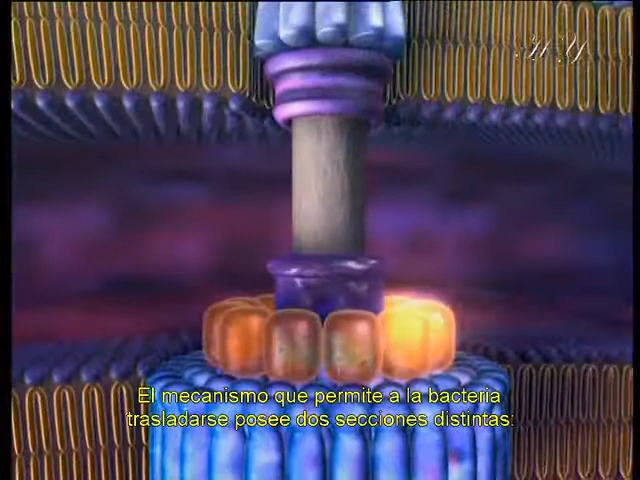 El mecanismo que permite a la bacteria
trasladarse posee dos secciones distintas: